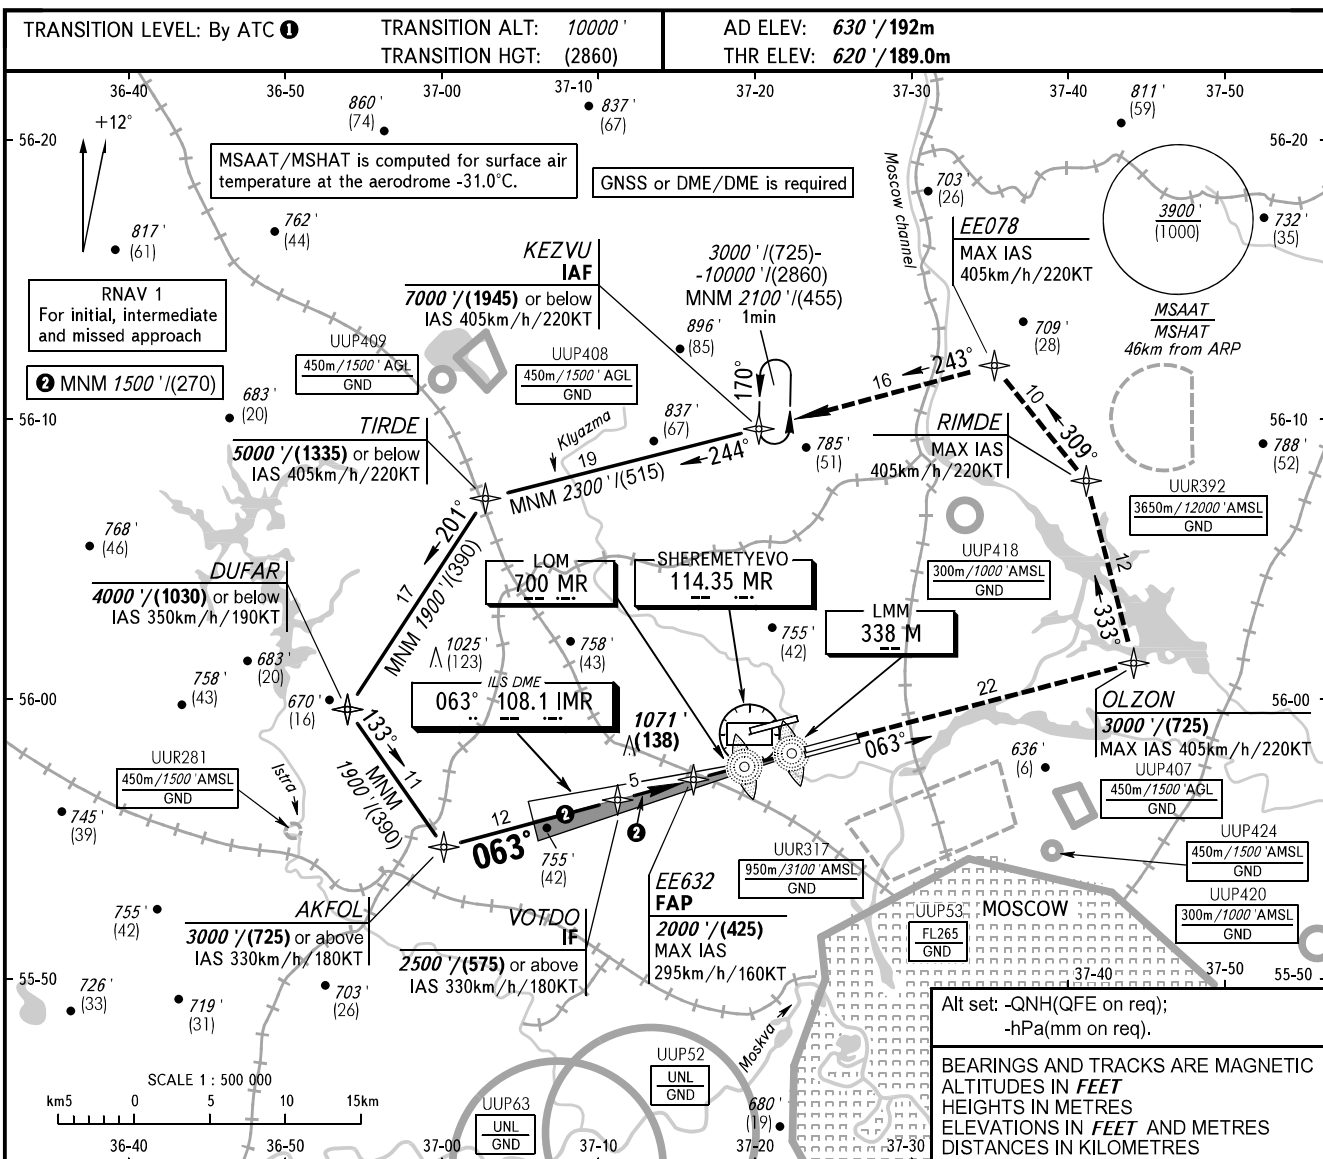 TRANSITION LEVEL: By ATC ❶
TRANSITION ALT: 10000 '
TRANSITION HGT: (2860)
AD ELEV: 630 '/192m
THR ELEV: 620 '/189.0m
36-40 36-50 37-00 37-10 37-20 37-30 37-40 37-50
56-20
56-20
+12°
860 '
(74)
837 '
(67)
811 '
(59)
MSAAT/MSHAT is computed for surface air
temperature at the aerodrome -31.0°C.
GNSS or DME/DME is required
Moscow channel
703 '
(26)
3900 '
(1000)
732 '
(35)
817 '
(61)
762 '
(44)
KEZVU
IAF
7000 '/(1945) or below
IAS 405km/h/220KT
3000 '/(725)-
-10000 '/(2860)
MNM 2100 '/(455)
1min
EE078
MAX IAS
405km/h/220KT
RNAV 1
For initial, intermediate
and missed approach
❷ MNM 1500 '/(270)
MSAAT
MSHAT
46km from ARP
896 '
(85)
709 '
(28)
UUP409
450m/1500 'AGL
GND
UUP408
450m/1500 'AGL
GND
170°
16
243°
10
309°
683 '
(20)
56-10
56-10
TIRDE
5000 '/(1335) or below
IAS 405km/h/220KT
Klyazma
837 '
(67)
785 '
(51)
RIMDE
MAX IAS
405km/h/220KT
788 '
(52)
19
244°
MNM 2300 '/(515)
UUR392
3650m/12000 'AMSL
GND
768 '
(46)
201°
17
MNM 1900 '/(390)
UUP418
300m/1000 'AMSL
GND
12
333°
DUFAR
4000 '/(1030) or below
IAS 350km/h/190KT
LOM
700 MR
SHEREMETYEVO
114.35 MR
LMM
338 M
1025 '
(123)
758 '
(43)
755 '
(42)
683 '
(20)
758 '
(43)
670 '
(16)
ILS DME
063° 108.1 IMR
1071 '
(138)
22
56-00
56-00
OLZON
3000 '/(725)
MAX IAS 405km/h/220KT
133°
11
MNM
1900 '/(390)
063°
636 '
(6)
UUR281
450m/1500 'AMSL
GND
Istra
UUP407
450m/1500 'AGL
GND
745 '
(39)
12
063°
❷
5
❷
755 '
(42)
UUR317
950m/3100 'AMSL
GND
UUP424
450m/1500 'AMSL
GND
EE632
FAP
2000 '/(425)
MAX IAS
295km/h/160KT
UUP420
300m/1000 'AMSL
GND
755 '
(42)
AKFOL
3000 '/(725) or above
IAS 330km/h/180KT
VOTDO
IF
2500 '/(575) or above
IAS 330km/h/180KT
UUP53
FL265
GND
MOSCOW
37-40
37-50
55-50
55-50
726 '
(33)
719 '
(31)
703 '
(26)
Moskva
Alt set: -QNH(QFE on req);
-hPa(mm on req).
UUP52
UNL
GND
SCALE 1 : 500 000
km5 0 5 10 15km
UUP63
UNL
GND
680 '
(19)
BEARINGS AND TRACKS ARE MAGNETIC
ALTITUDES IN FEET
HEIGHTS IN METRES
ELEVATIONS IN FEET AND METRES
DISTANCES IN KILOMETRES
36-40 36-50 37-00 37-10 37-20 37-30